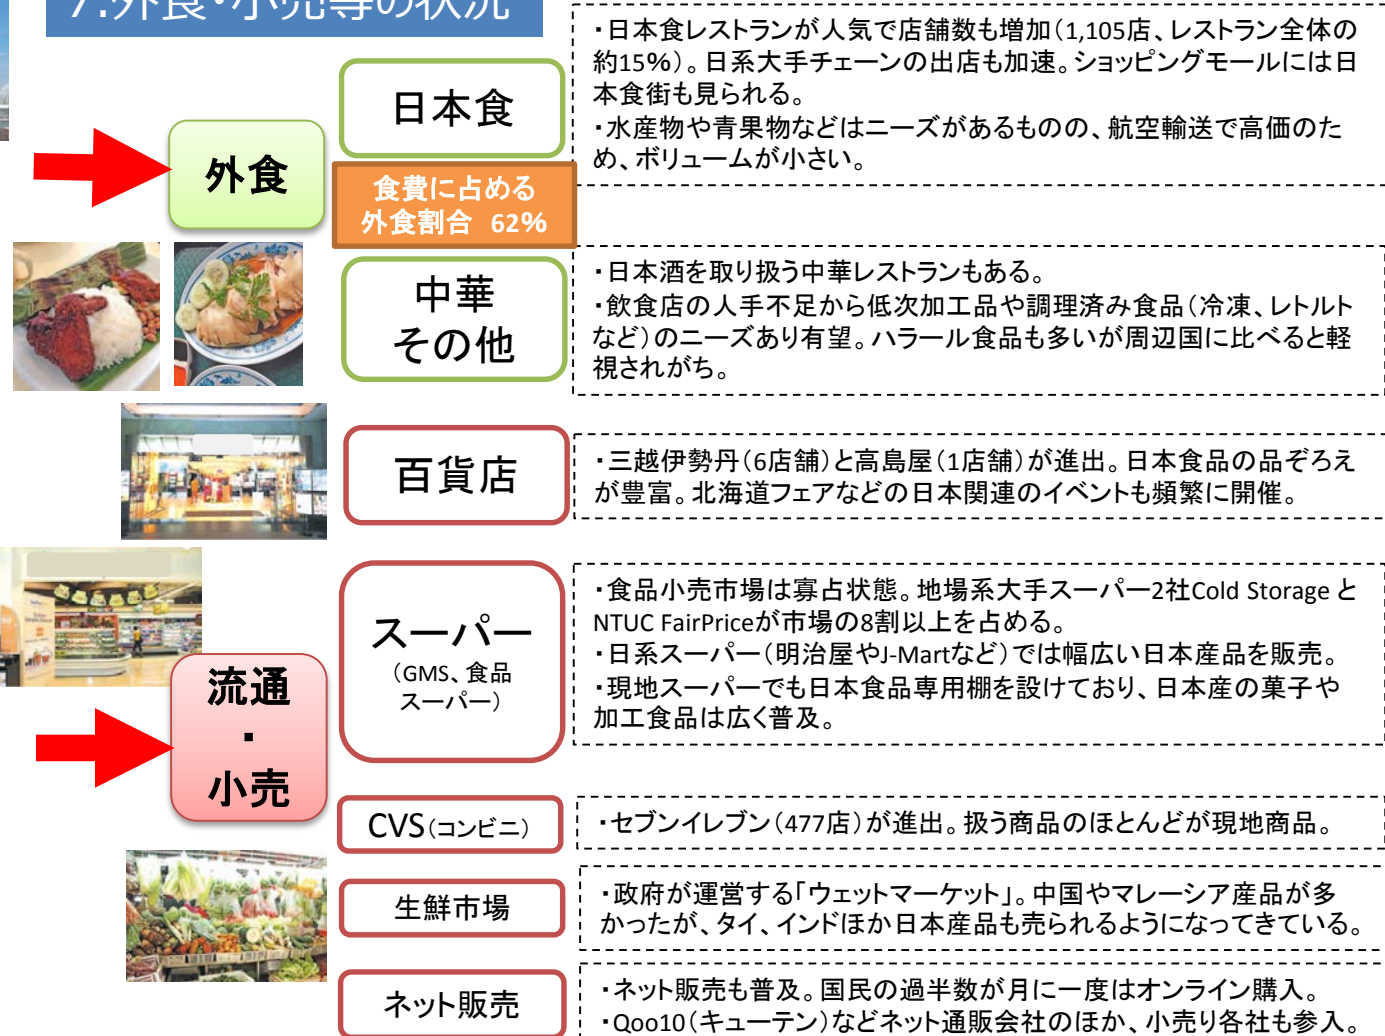 7.外食・小売等の状況
外食
日本食
・日本食レストランが人気で店舗数も増加（1,105店、レストラン全体の
約15％）。日系大手チェーンの出店も加速。ショッピングモールには日
本食街も見られる。
・水産物や青果物などはニーズがあるものの、航空輸送で高価のた
め、ボリュームが小さい。
食費に占める
外食割合 62％
中華
その他
・日本酒を取り扱う中華レストランもある。
・飲食店の人手不足から低次加工品や調理済み食品（冷凍、レトルト
など）のニーズあり有望。ハラール食品も多いが周辺国に比べると軽
視されがち。
流通
・
小売
百貨店
・三越伊勢丹（6店舗）と高島屋（1店舗）が進出。日本食品の品ぞろえ
が豊富。北海道フェアなどの日本関連のイベントも頻繁に開催。
スーパー
（GMS、食品
スーパー）
・食品小売市場は寡占状態。地場系大手スーパー2社Cold Storage と
NTUC FairPriceが市場の8割以上を占める。
・日系スーパー（明治屋やJ-Martなど）では幅広い日本産品を販売。
・現地スーパーでも日本食品専用棚を設けており、日本産の菓子や
加工食品は広く普及。
CVS（コンビニ）
・セブンイレブン（477店）が進出。扱う商品のほとんどが現地商品。
生鮮市場
・政府が運営する「ウェットマーケット」。中国やマレーシア産品が多
かったが、タイ、インドほか日本産品も売られるようになってきている。
ネット販売
・ネット販売も普及。国民の過半数が月に一度はオンライン購入。
・Qoo10（キューテン）などネット通販会社のほか、小売り各社も参入。